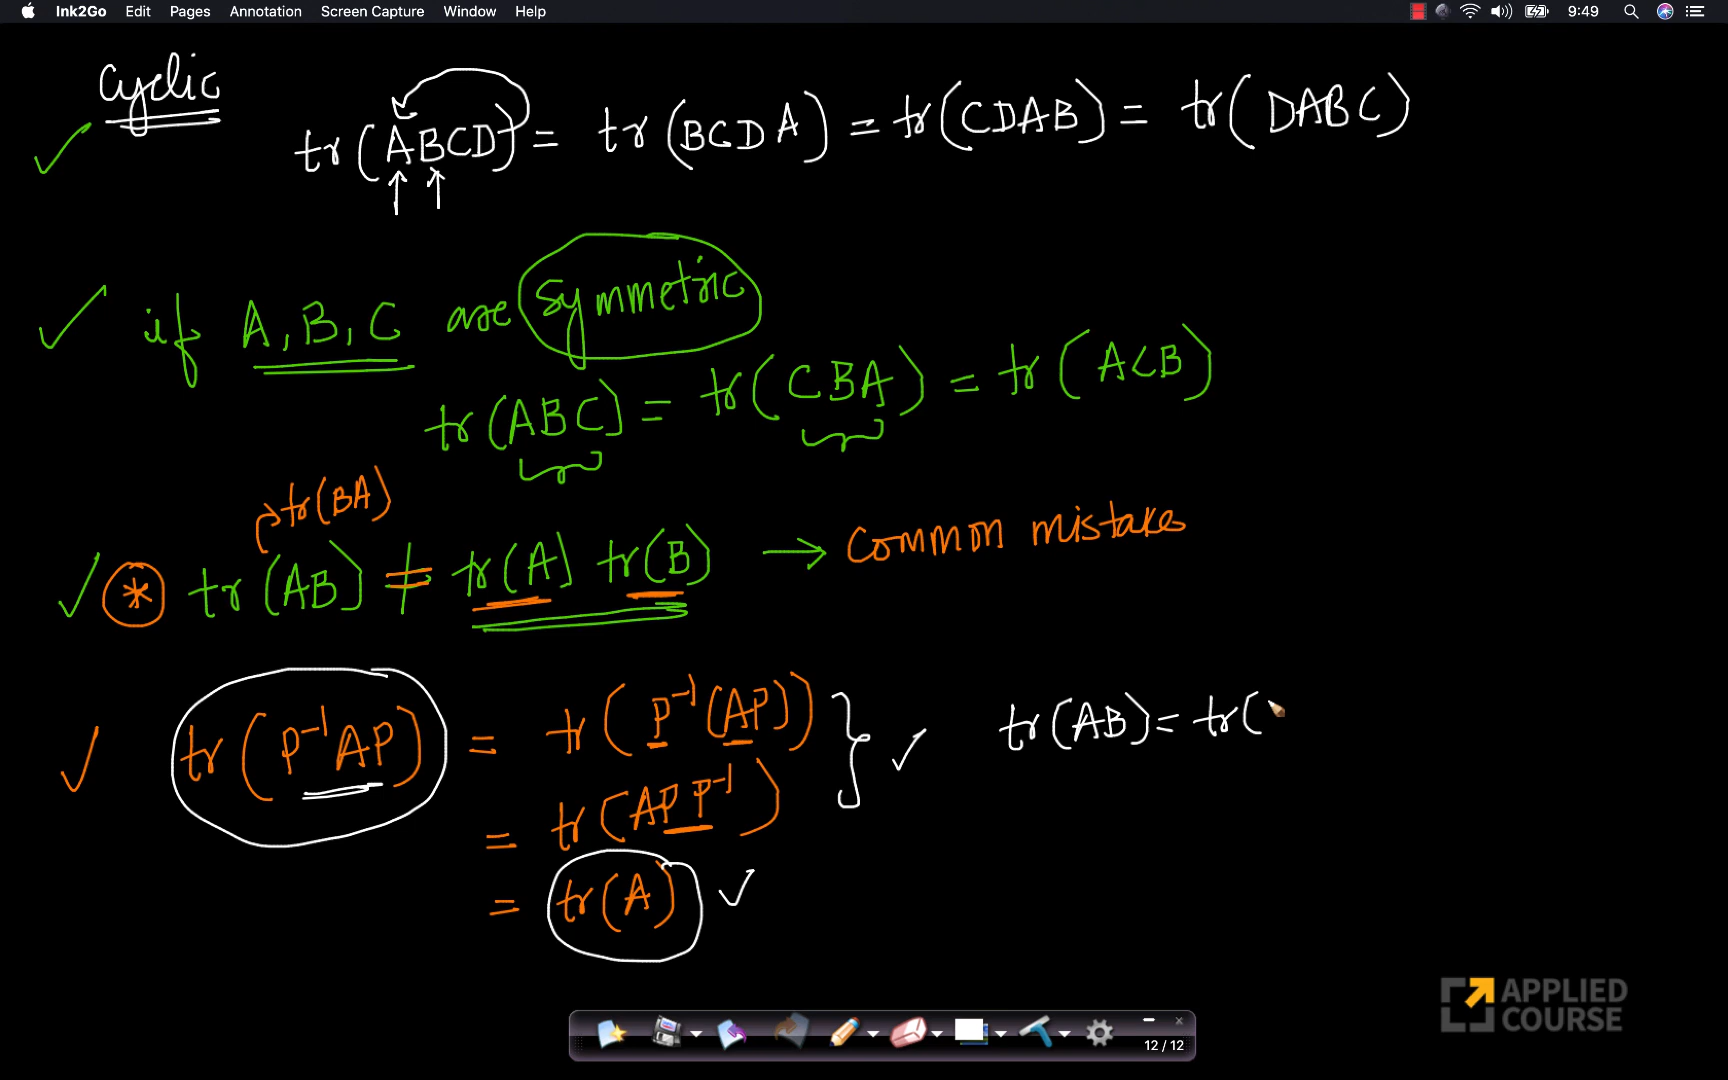 Ink2Go Edit Pages Annotation Screen Capture Window Help 9:49
Cyclic
tr(ABCD) = tr(BCDA) = tr(CDAB) = tr(DABC)
if A, B, C are symmetric
tr(ABC) = tr(CBA) = tr(ACB)
tr(BA)
* tr(AB) ≠ tr(A) tr(B) → Common mistake
tr(P⁻¹AP) = tr(P⁻¹(AP))
= tr(APP⁻¹)
= tr(A)
tr(AB) = tr(
APPLIED
COURSE
12 / 12